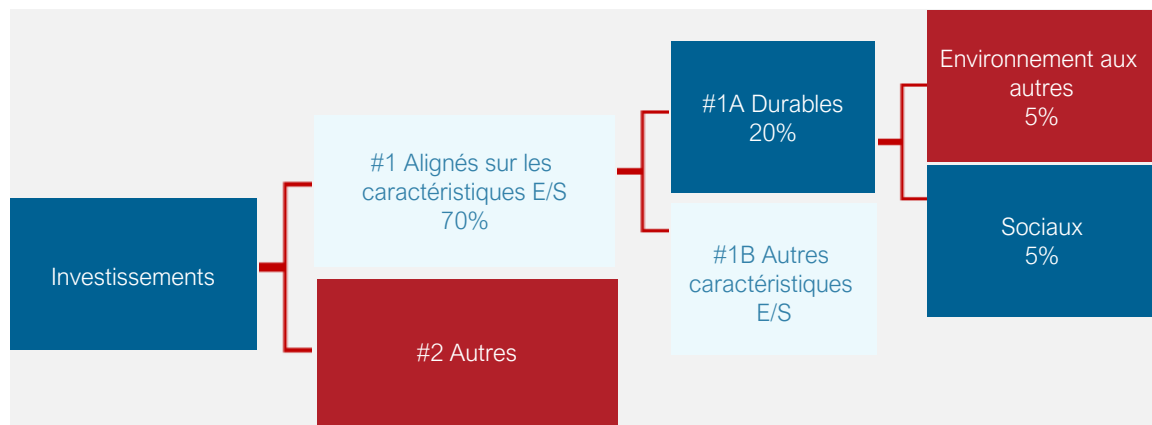 Investissements
#1 Alignés sur les
caractéristiques E/S
70%
#2 Autres
#1A Durables
20%
#1B Autres
caractéristiques
E/S
Environnement aux
autres
5%
Sociaux
5%